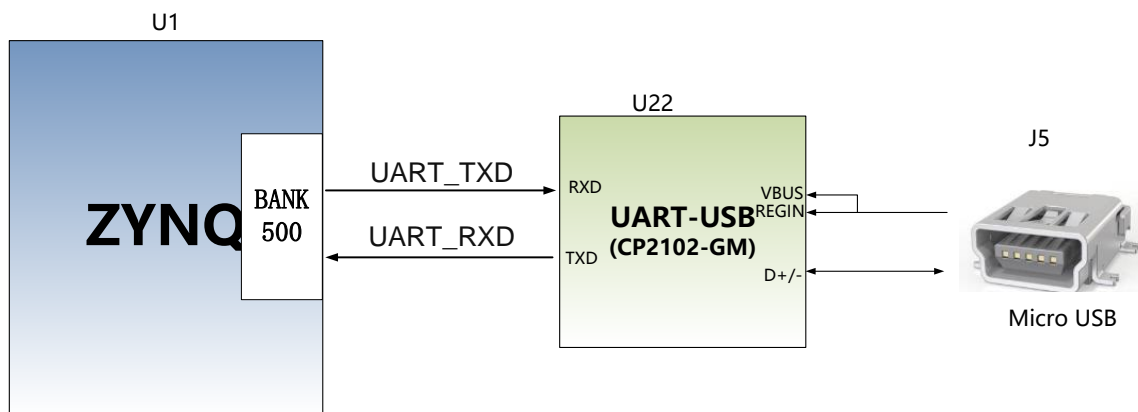 U1
U22
J5
UART_TXD
RXD
VBUS
BANK
500
ZYNQ
UART-USB
REGIN
(CP2102-GM)
UART_RXD
TXD
D+/-
Micro USB